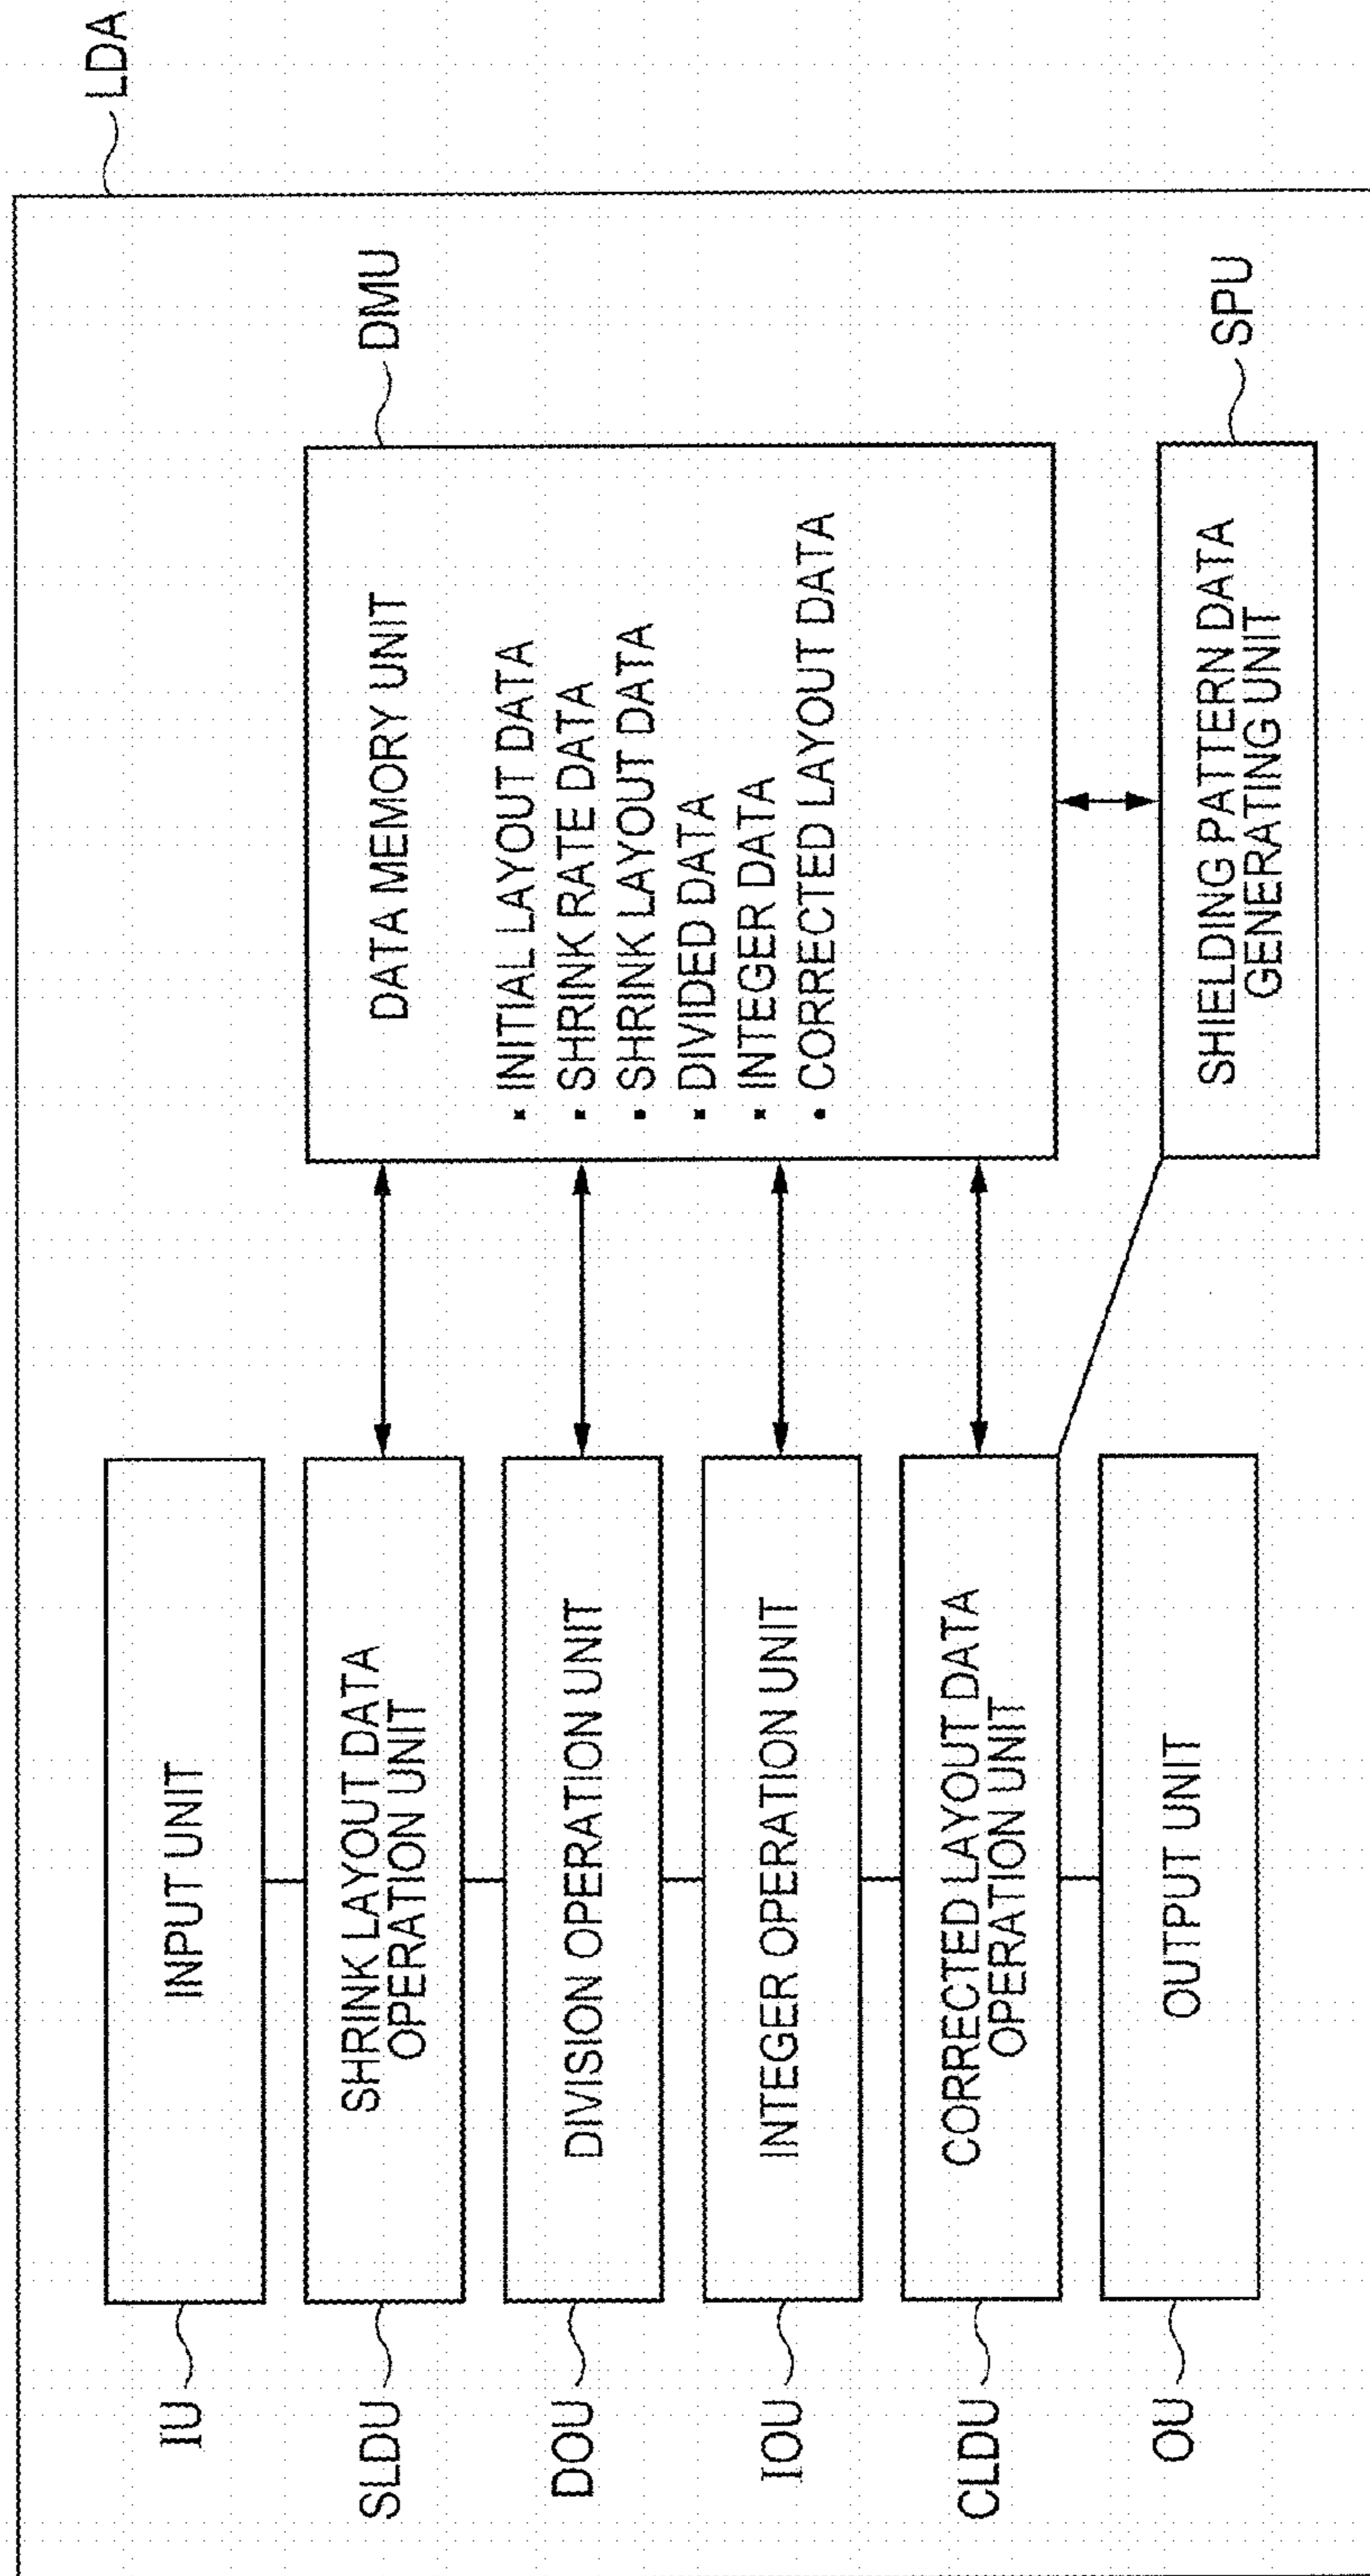 LDA
IU
INPUT UNIT
SLDU
SHRINK LAYOUT DATA
OPERATION UNIT
DOU
DIVISION OPERATION UNIT
IOU
INTEGER OPERATION UNIT
CLDU
CORRECTED LAYOUT DATA
OPERATION UNIT
OU
OUTPUT UNIT
DMU
DATA MEMORY UNIT
• INITIAL LAYOUT DATA
• SHRINK RATE DATA
• SHRINK LAYOUT DATA
• DIVIDED DATA
• INTEGER DATA
• CORRECTED LAYOUT DATA
SPU
SHIELDING PATTERN DATA
GENERATING UNIT